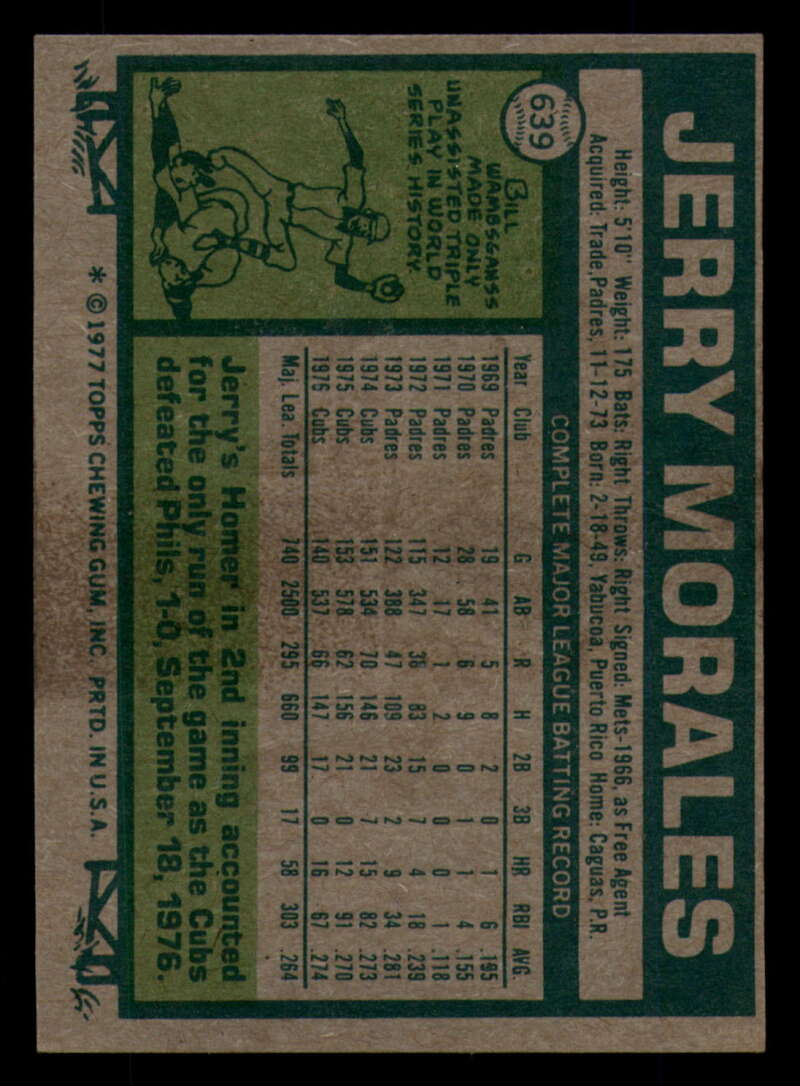 639
JERRY MORALES
Height: 5'10" Weight: 175 Bats: Right Throws: Right Signed: Mets-1966, as Free Agent
Acquired: Trade, Padres, 11-12-73 Born: 2-18-49, Yabucoa, Puerto Rico Home: Caguas, P.R.
BILL
WAMBSGANSS
MADE ONLY
UNASSISTED TRIPLE
PLAY IN WORLD
SERIES HISTORY.
COMPLETE MAJOR LEAGUE BATTING RECORD
Year Club G AB R H 2B 3B HR RBI AVG.
1969 Padres 19 41 5 8 2 0 1 6 .195
1970 Padres 28 58 6 9 0 1 1 4 .155
1971 Padres 12 17 1 2 0 0 0 1 .118
1972 Padres 115 347 38 83 15 7 4 18 .239
1973 Padres 122 388 47 109 23 2 9 34 .281
1974 Cubs 151 534 70 146 21 7 15 82 .273
1975 Cubs 153 578 62 156 21 0 12 91 .270
1976 Cubs 140 537 66 147 17 0 16 67 .274
Maj. Lea. Totals 740 2500 295 660 99 17 58 303 .264
Jerry's Homer in 2nd inning accounted
for the only run of the game as the Cubs
defeated Phils, 1-0, September 18, 1976.
* © 1977 TOPPS CHEWING GUM, INC. PRTD. IN U.S.A.